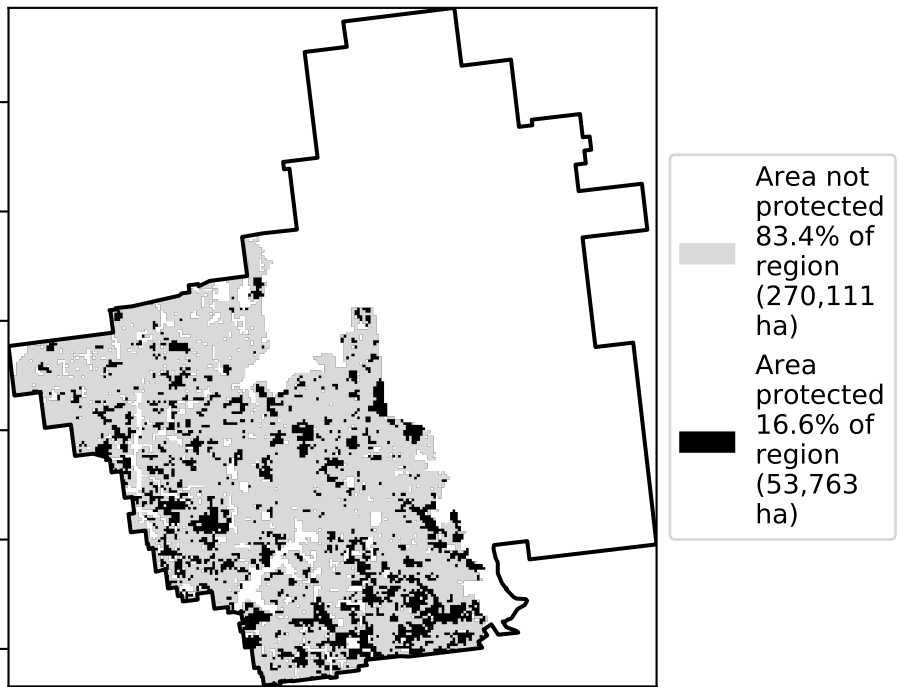 Area not
protected
83.4% of
region
(270,111
ha)
Area
protected
16.6% of
region
(53,763
ha)